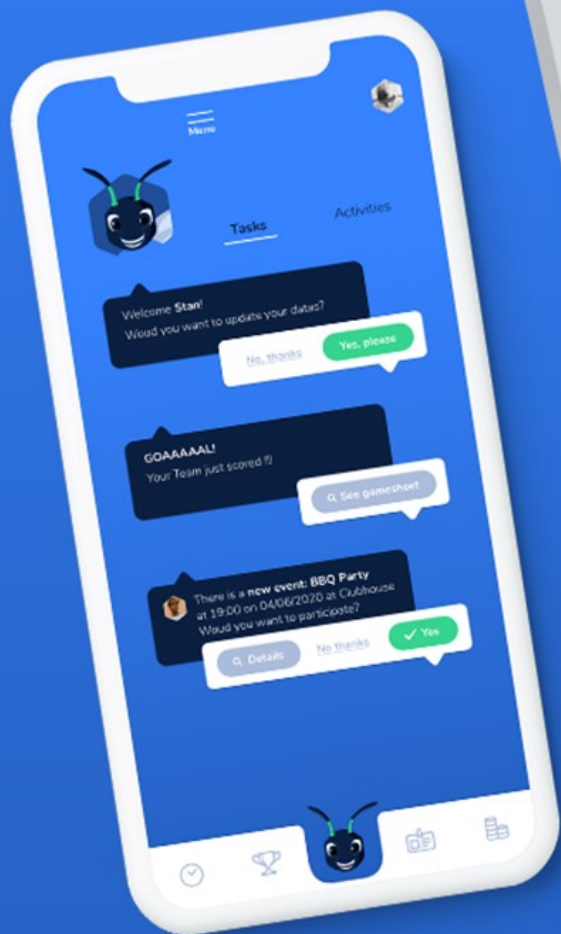 Menu
Tasks
Activities
Welcome Stan!
Woud you want to update your datas?
No, thanks
Yes, please
GOAAAAAL!
Your Team just scored !!)
See gamesheet
There is a new event: BBQ Party
at 19:00 on 04/06/2020 at Clubhouse
Woud you want to participate?
Details
No thanks
Yes